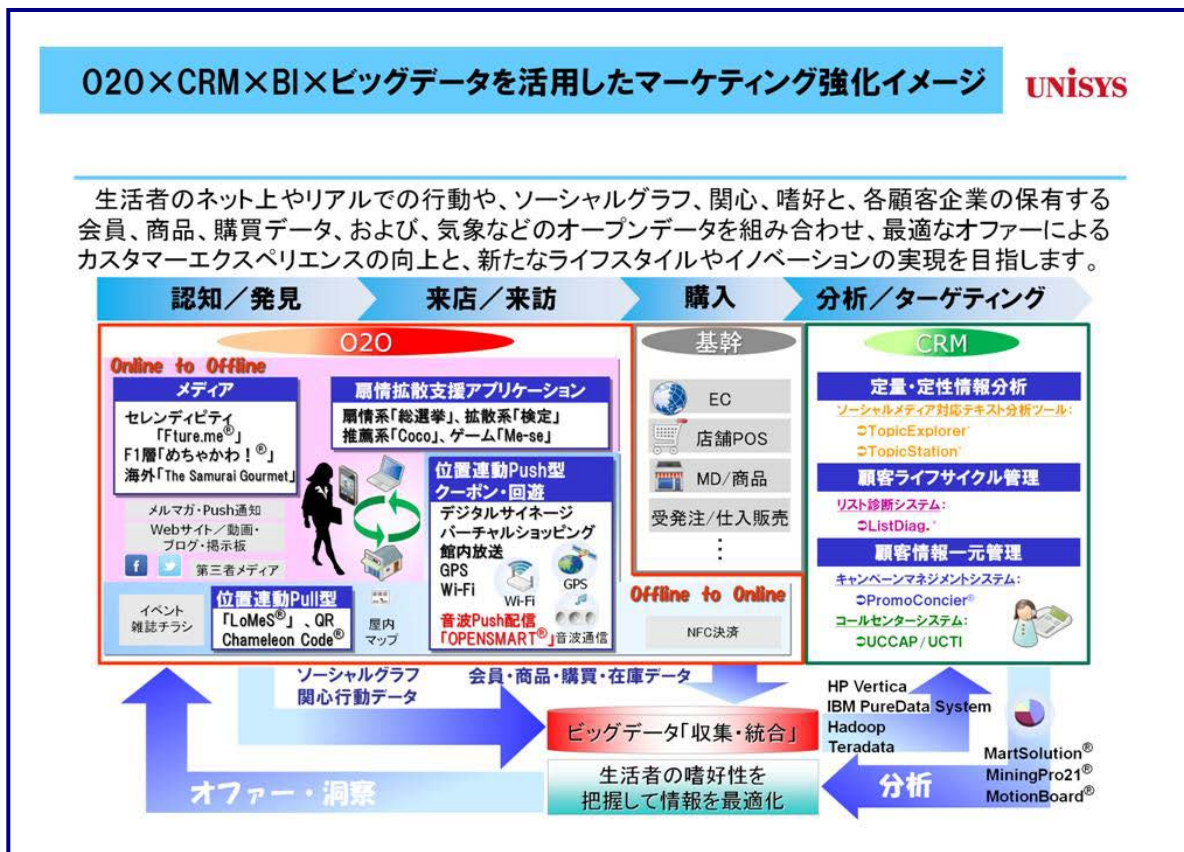 O2O×CRM×BI×ビッグデータを活用したマーケティング強化イメージ
UNISYS
生活者のネット上やリアルでの行動や、ソーシャルグラフ、関心、嗜好と、各顧客企業の保有する
会員、商品、購買データ、および、気象などのオープンデータを組み合わせ、最適なオファーによる
カスタマーエクスペリエンスの向上と、新たなライフスタイルやイノベーションの実現を目指します。
認知／発見
来店／来訪
購入
分析／ターゲティング
O2O
Online to Offline
メディア
セレンディピティ
「Fture.me®」
F1層「めちゃかわ！®」
海外「The Samurai Gourmet」
メルマガ・Push通知
Webサイト／動画・
ブログ・掲示板
第三者メディア
扇情拡散支援アプリケーション
扇情系「総選挙」、拡散系「検定」
推薦系「Coco」、ゲーム「Me-se」
位置連動Push型
クーポン・回遊
デジタルサイネージ
バーチャルショッピング
館内放送
GPS
Wi-Fi
音波Push配信
「OPENSMART®」
Wi-Fi
GPS
音波通信
イベント
雑誌チラシ
位置連動Pull型
「LoMeS®」、QR
Chameleon Code®
屋内
マップ
基幹
EC
店舗POS
MD/商品
受発注/仕入販売
⋮
Offline to Online
NFC決済
CRM
定量・定性情報分析
ソーシャルメディア対応テキスト分析ツール：
➲TopicExplorer
➲TopicStation
顧客ライフサイクル管理
リスト診断システム：
➲ListDiag.
顧客情報一元管理
キャンペーンマネジメントシステム：
➲PromoConcier®
コールセンターシステム：
➲UCCAP/UCTI
ソーシャルグラフ
関心行動データ
会員・商品・購買・在庫データ
ビッグデータ「収集・統合」
HP Vertica
IBM PureData System
Hadoop
Teradata
生活者の嗜好性を
把握して情報を最適化
オファー・洞察
分析
MartSolution®
MiningPro21®
MotionBoard®